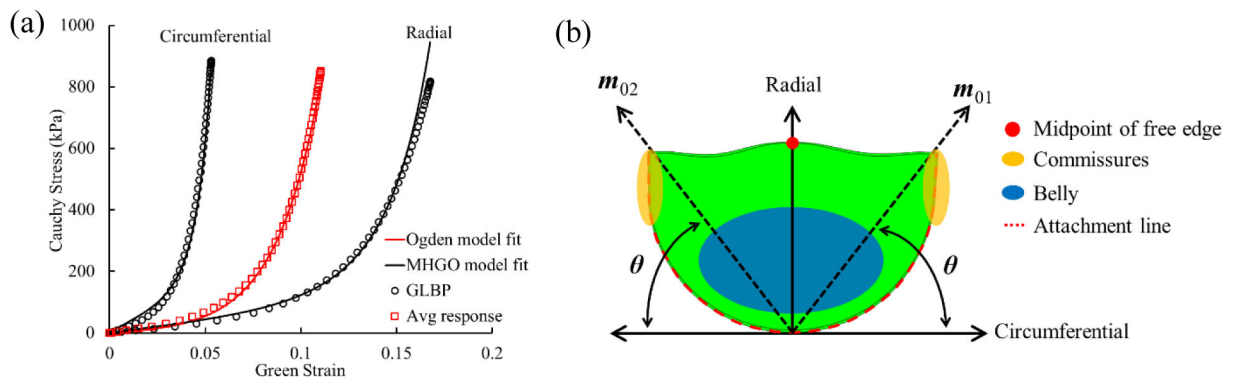 (a)
1000
800
600
400
200
0
Cauchy Stress (kPa)
Circumferential
Radial
Ogden model fit
MHGO model fit
GLBP
Avg response
0 0.05 0.1 0.15 0.2
Green Strain
(b)
m02
Radial
m01
θ
θ
Circumferential
Midpoint of free edge
Commissures
Belly
Attachment line